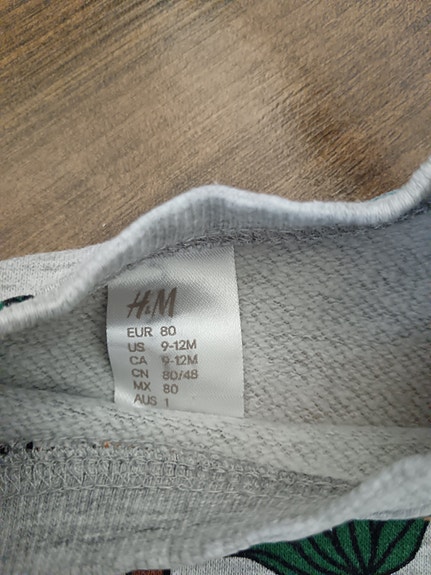 H&M
EUR 80
US 9-12M
CA 9-12M
CN 80/48
MX 80
AUS 1